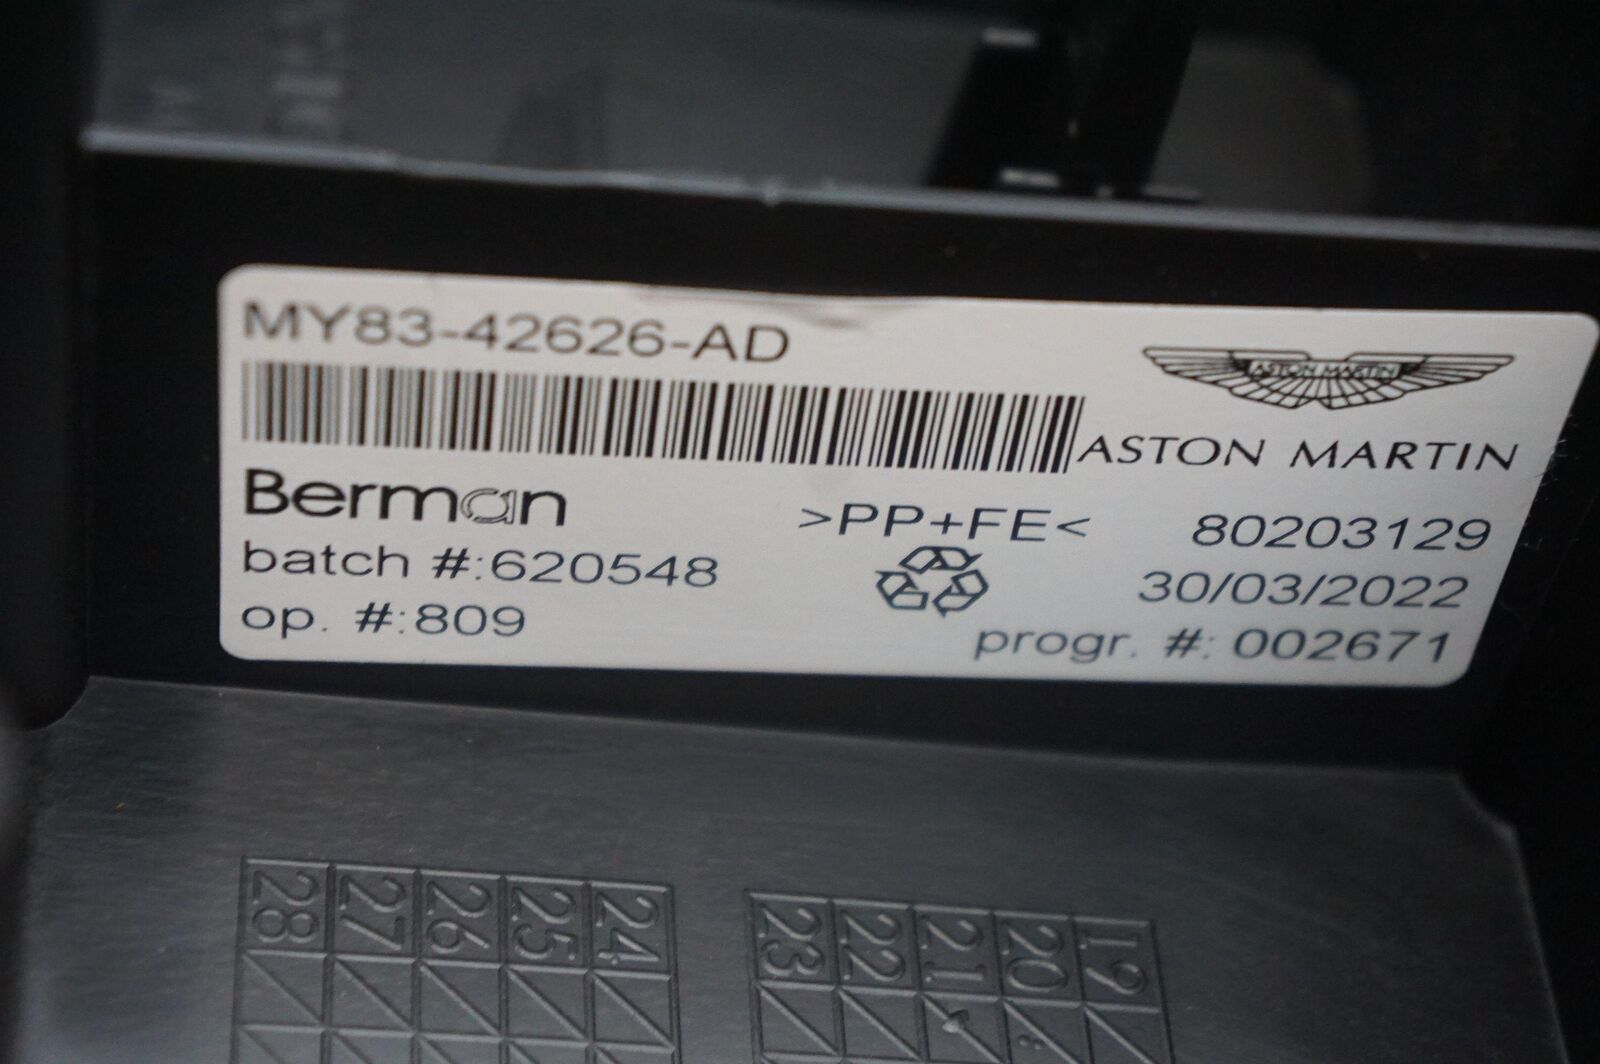 MY83-42626-AD
ASTON MARTIN
ASTON MARTIN
Berman
>PP+FE<
80203129
batch #:620548
30/03/2022
op. #:809
progr. #: 002671
28 27 26 25 24
23 22 21 20 19